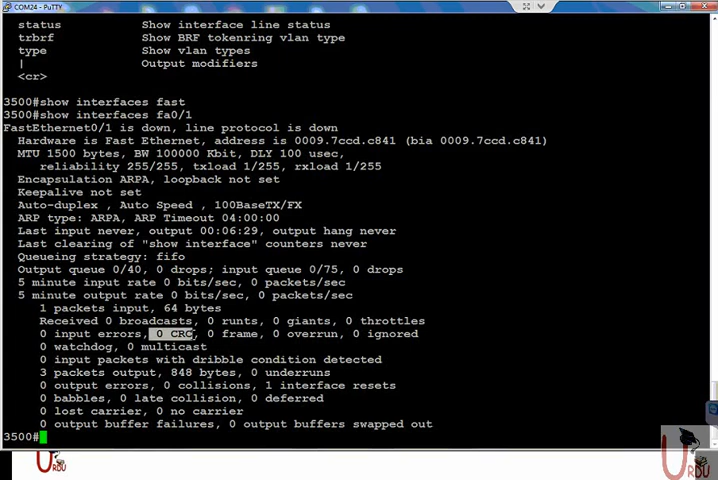 COM24 - PuTTY
status Show interface line status
trbrf Show BRF tokenring vlan type
type Show vlan types
| Output modifiers
<cr>
3500#show interfaces fast
3500#show interfaces fa0/1
FastEthernet0/1 is down, line protocol is down
Hardware is Fast Ethernet, address is 0009.7ccd.c841 (bia 0009.7ccd.c841)
MTU 1500 bytes, BW 100000 Kbit, DLY 100 usec,
reliability 255/255, txload 1/255, rxload 1/255
Encapsulation ARPA, loopback not set
Keepalive not set
Auto-duplex , Auto Speed , 100BaseTX/FX
ARP type: ARPA, ARP Timeout 04:00:00
Last input never, output 00:06:29, output hang never
Last clearing of "show interface" counters never
Queueing strategy: fifo
Output queue 0/40, 0 drops; input queue 0/75, 0 drops
5 minute input rate 0 bits/sec, 0 packets/sec
5 minute output rate 0 bits/sec, 0 packets/sec
1 packets input, 64 bytes
Received 0 broadcasts, 0 runts, 0 giants, 0 throttles
0 input errors, 0 CRC, 0 frame, 0 overrun, 0 ignored
0 watchdog, 0 multicast
0 input packets with dribble condition detected
3 packets output, 848 bytes, 0 underruns
0 output errors, 0 collisions, 1 interface resets
0 babbles, 0 late collision, 0 deferred
0 lost carrier, 0 no carrier
0 output buffer failures, 0 output buffers swapped out
3500#
URDU
URDU